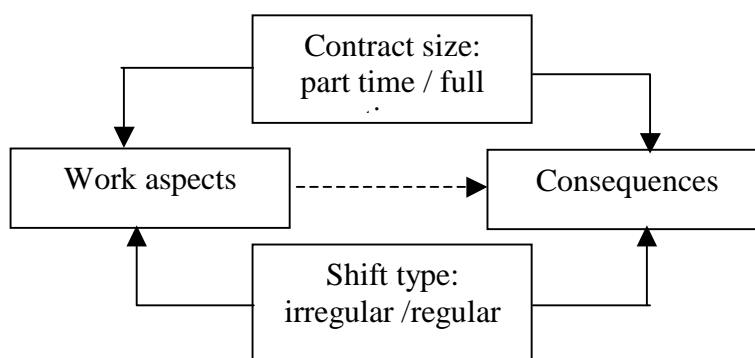 Contract size:
part time / full
Work aspects
Consequences
Shift type:
irregular /regular